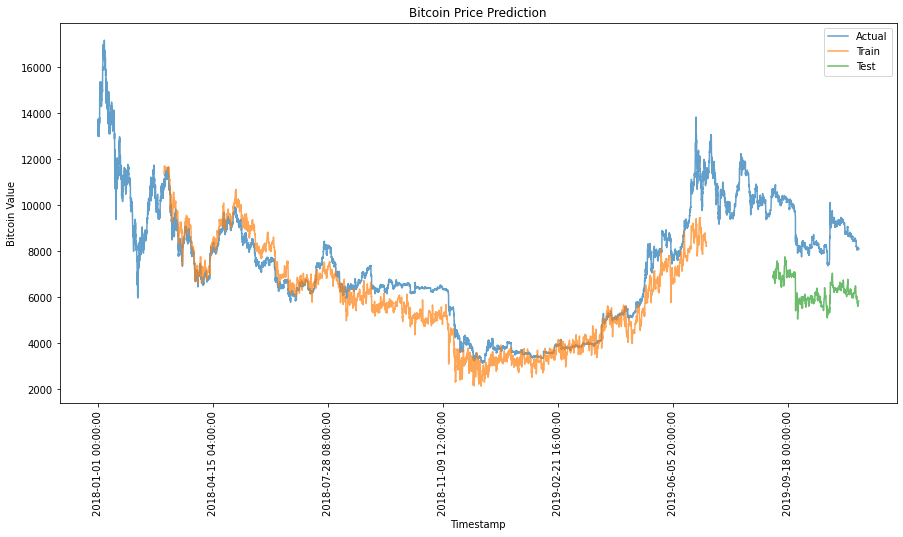 Bitcoin Price Prediction
Actual
Train
Test
Bitcoin Value
16000
14000
12000
10000
8000
6000
4000
2000
2018-01-01 00:00:00
2018-04-15 04:00:00
2018-07-28 08:00:00
2018-11-09 12:00:00
2019-02-21 16:00:00
2019-06-05 20:00:00
2019-09-18 00:00:00
Timestamp